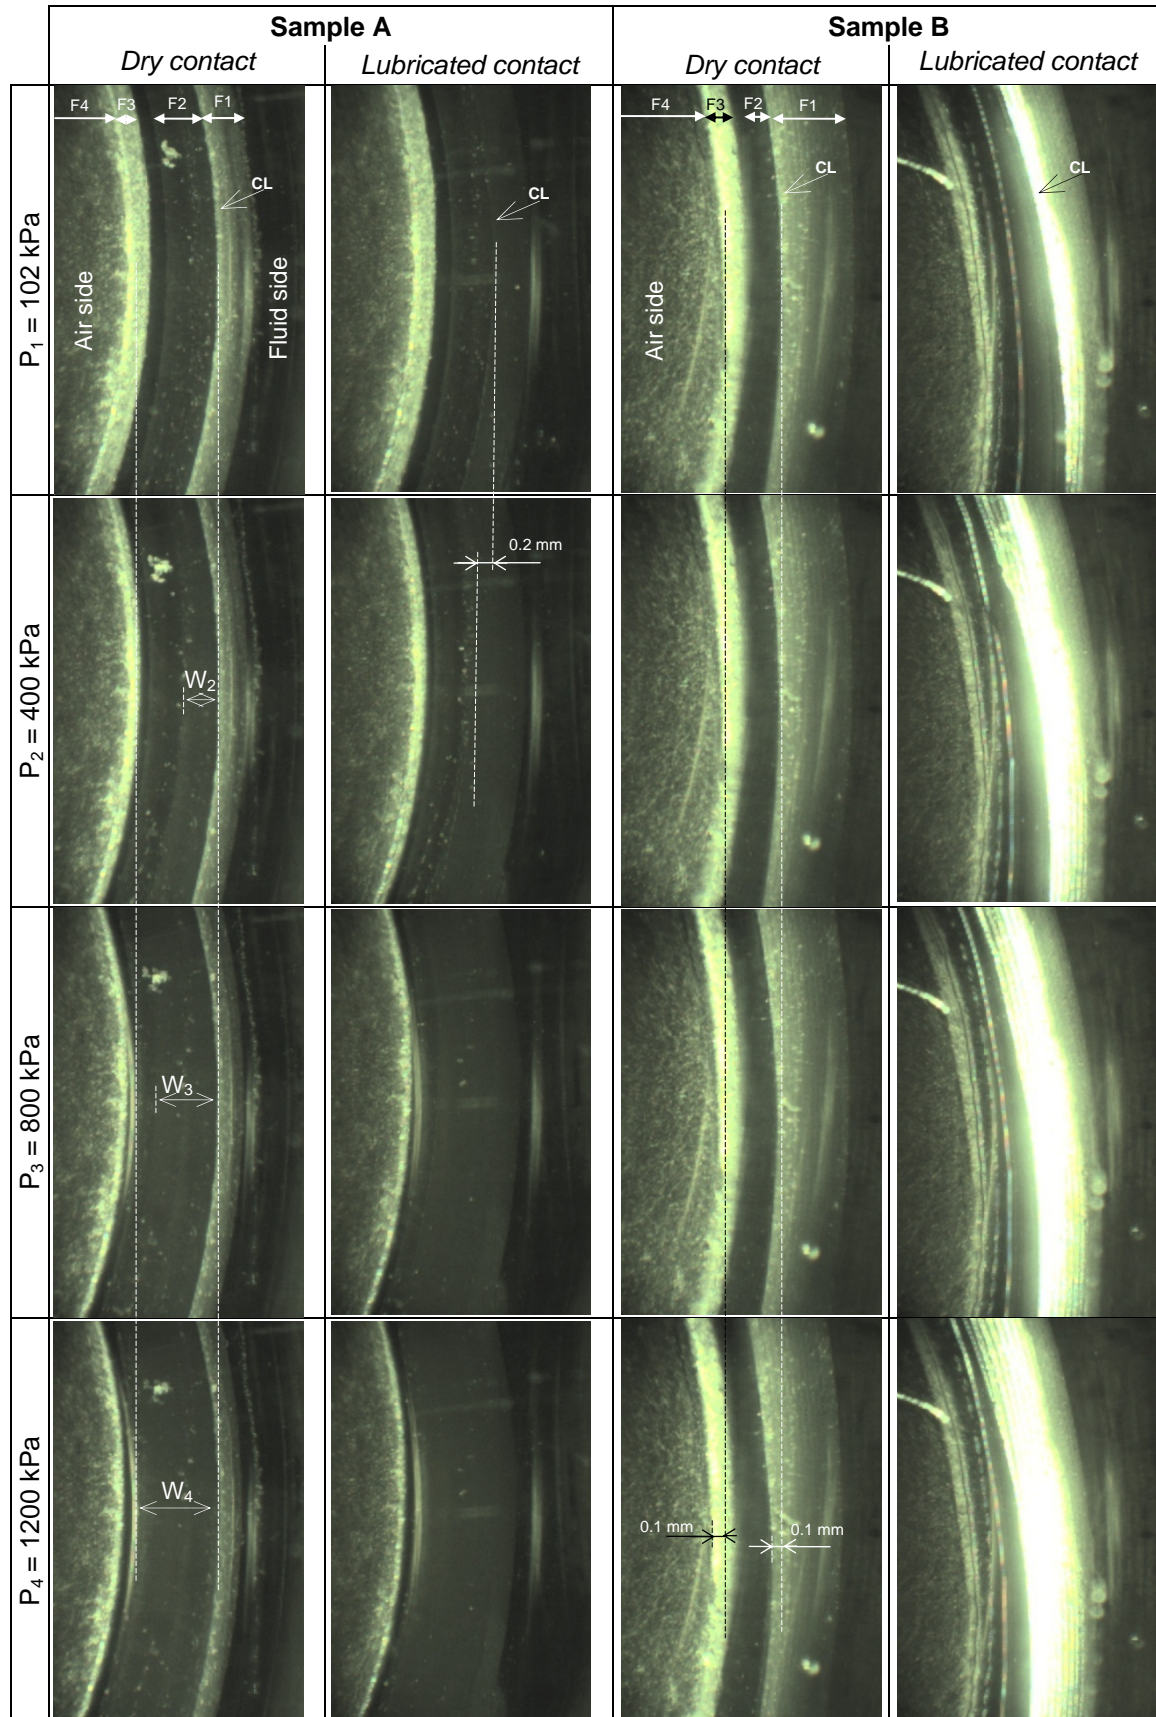 Sample A Sample B
Dry contact Lubricated contact Dry contact Lubricated contact
P1 = 102 kPa
F4 F3 F2 F1
CL
Air side
Fluid side
CL
F4 F3 F2 F1
CL
Air side
CL
P2 = 400 kPa
W2
0.2 mm
P3 = 800 kPa
W3
P4 = 1200 kPa
W4
0.1 mm 0.1 mm